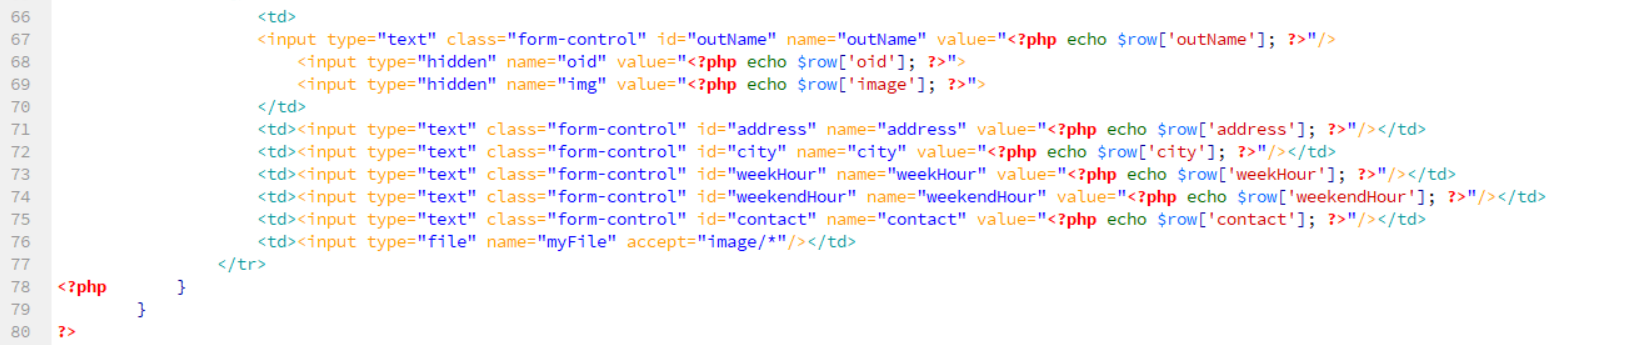 66 <td>
67 <input type="text" class="form-control" id="outName" name="outName" value="<?php echo $row['outName']; ?>"/>
68 <input type="hidden" name="oid" value="<?php echo $row['oid']; ?>">
69 <input type="hidden" name="img" value="<?php echo $row['image']; ?>">
70 </td>
71 <td><input type="text" class="form-control" id="address" name="address" value="<?php echo $row['address']; ?>"/></td>
72 <td><input type="text" class="form-control" id="city" name="city" value="<?php echo $row['city']; ?>"/></td>
73 <td><input type="text" class="form-control" id="weekHour" name="weekHour" value="<?php echo $row['weekHour']; ?>"/></td>
74 <td><input type="text" class="form-control" id="weekendHour" name="weekendHour" value="<?php echo $row['weekendHour']; ?>"/></td>
75 <td><input type="text" class="form-control" id="contact" name="contact" value="<?php echo $row['contact']; ?>"/></td>
76 <td><input type="file" name="myFile" accept="image/*"/></td>
77 </tr>
78 <?php }
79 }
80 ?>